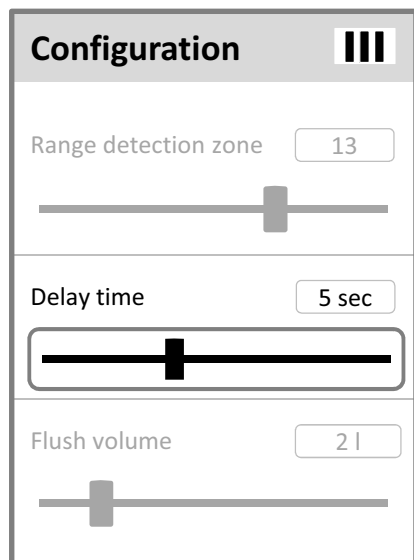 Configuration
Range detection zone 13
Delay time 5 sec
Flush volume 2 l